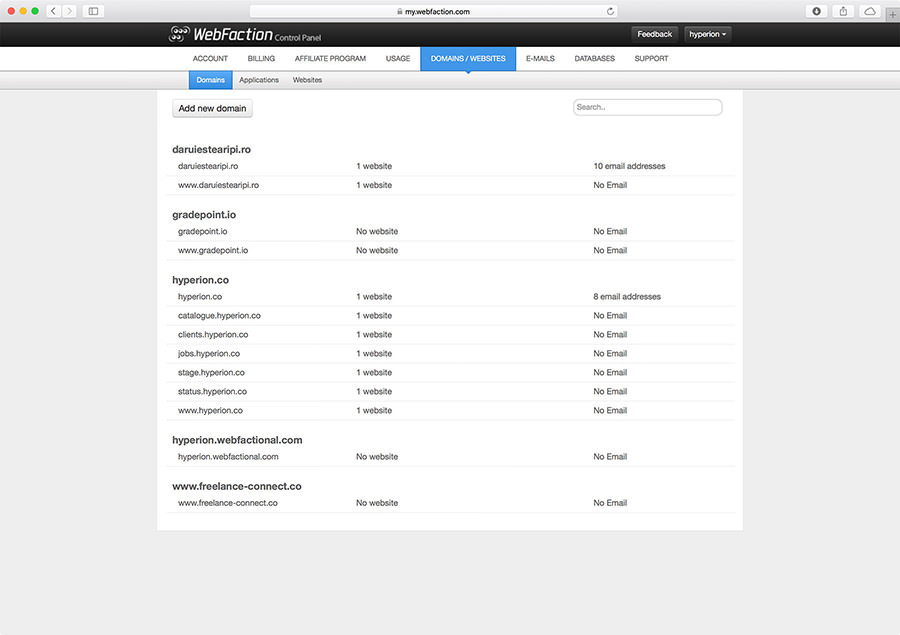 my.webfaction.com
WebFaction Control Panel
Feedback hyperion
ACCOUNT BILLING AFFILIATE PROGRAM USAGE DOMAINS / WEBSITES E-MAILS DATABASES SUPPORT
Domains Applications Websites
Add new domain Search..
daruiestearipi.ro
daruiestearipi.ro 1 website 10 email addresses
www.daruiestearipi.ro 1 website No Email
gradepoint.io
gradepoint.io No website No Email
www.gradepoint.io No website No Email
hyperion.co
hyperion.co 1 website 8 email addresses
catalogue.hyperion.co 1 website No Email
clients.hyperion.co 1 website No Email
jobs.hyperion.co 1 website No Email
stage.hyperion.co 1 website No Email
status.hyperion.co 1 website No Email
www.hyperion.co 1 website No Email
hyperion.webfactional.com
hyperion.webfactional.com No website No Email
www.freelance-connect.co
www.freelance-connect.co No website No Email